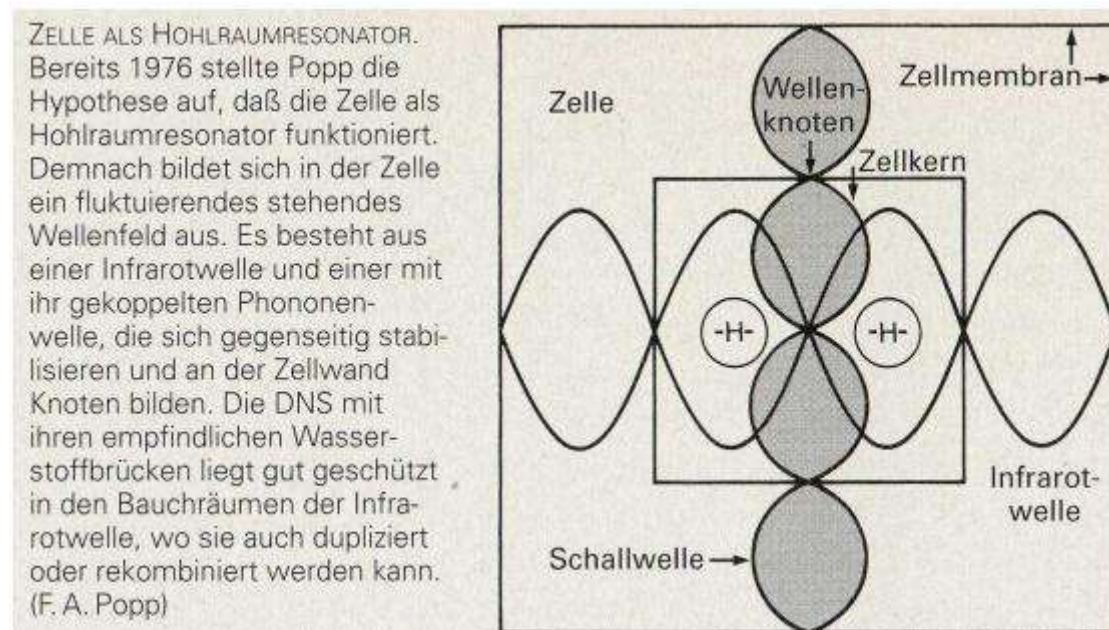 ZELLE ALS HOHLRAUMRESONATOR.
Bereits 1976 stellte Popp die
Hypothese auf, daß die Zelle als
Hohlraumresonator funktioniert.
Demnach bildet sich in der Zelle
ein fluktuierendes stehendes
Wellenfeld aus. Es besteht aus
einer Infrarotwelle und einer mit
ihr gekoppelten Phononen-
welle, die sich gegenseitig stabi-
lisieren und an der Zellwand
Knoten bilden. Die DNS mit
ihren empfindlichen Wasser-
stoffbrücken liegt gut geschützt
in den Bauchräumen der Infra-
rotwelle, wo sie auch dupliziert
oder rekombiniert werden kann.
(F. A. Popp)
Zellmembran
Zelle
Wellen-
knoten
Zellkern
-H-
-H-
Infrarot-
welle
Schallwelle